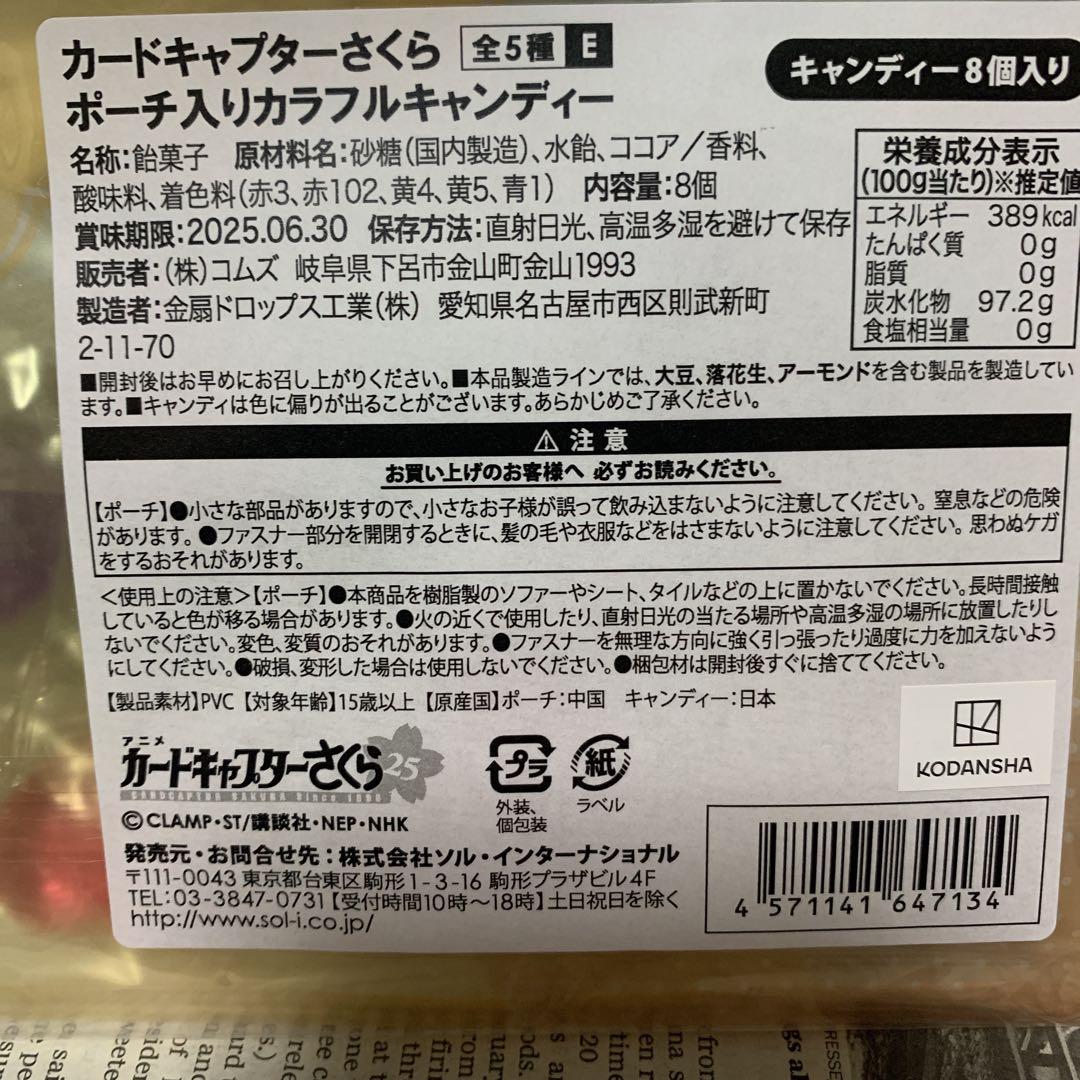 カードキャプターさくら 全5種 E
ポーチ入りカラフルキャンディー
キャンディー8個入り
名称:飴菓子 原材料名:砂糖(国内製造)、水飴、ココア/香料、
酸味料、着色料(赤3、赤102、黄4、黄5、青1) 内容量:8個
賞味期限:2025.06.30 保存方法:直射日光、高温多湿を避けて保存
販売者:(株)コムズ 岐阜県下呂市金山町金山1993
製造者:金扇ドロップス工業(株) 愛知県名古屋市西区則武新町
2-11-70
栄養成分表示
(100g当たり)※推定値
エネルギー 389kcal
たんぱく質 0g
脂質 0g
炭水化物 97.2g
食塩相当量 0g
■開封後はお早めにお召し上がりください。■本品製造ラインでは、大豆、落花生、アーモンドを含む製品を製造してい
ます。■キャンディは色に偏りが出ることがございます。あらかじめご了承ください。
⚠ 注意
お買い上げのお客様へ 必ずお読みください。
【ポーチ】●小さな部品がありますので、小さなお子様が誤って飲み込まないように注意してください。窒息などの危険
があります。●ファスナー部分を開閉するときに、髪の毛や衣服などをはさまないように注意してください。思わぬケガ
をするおそれがあります。
<使用上の注意>【ポーチ】●本商品を樹脂製のソファーやシート、タイルなどの上に置かないでください。長時間接触
していると色が移る場合があります。●火の近くで使用したり、直射日光の当たる場所や高温多湿の場所に放置したりし
ないでください。変色、変質のおそれがあります。●ファスナーを無理な方向に強く引っ張ったり過度に力を加えないよう
にしてください。●破損、変形した場合は使用しないでください。●梱包材は開封後すぐに捨ててください。
【製品素材】PVC 【対象年齢】15歳以上 【原産国】ポーチ:中国 キャンディー:日本
アニメ
カードキャプターさくら 25
CARDCAPTOR SAKURA Since 1998
©CLAMP・ST/講談社・NEP・NHK
プラ
外装、
個包装
紙
ラベル
KODANSHA
発売元・お問合せ先:株式会社ソル・インターナショナル
〒111-0043 東京都台東区駒形1-3-16 駒形プラザビル4F
TEL:03-3847-0731【受付時間10時~18時】土日祝日を除く
http://www.sol-i.co.jp/
4 571141 647134